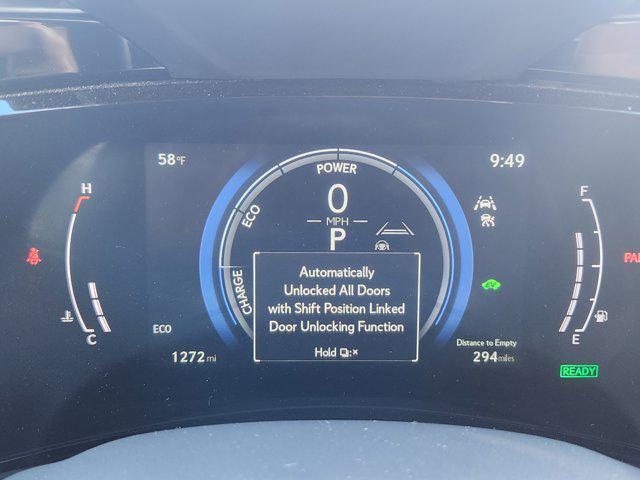 58°F
POWER
9:49
H
ECO
0
MPH
P
F
CHARGE
Automatically
Unlocked All Doors
with Shift Position Linked
Door Unlocking Function
Hold :×
EV
ECO
C
E
1272 mi
Distance to Empty
294 miles
READY